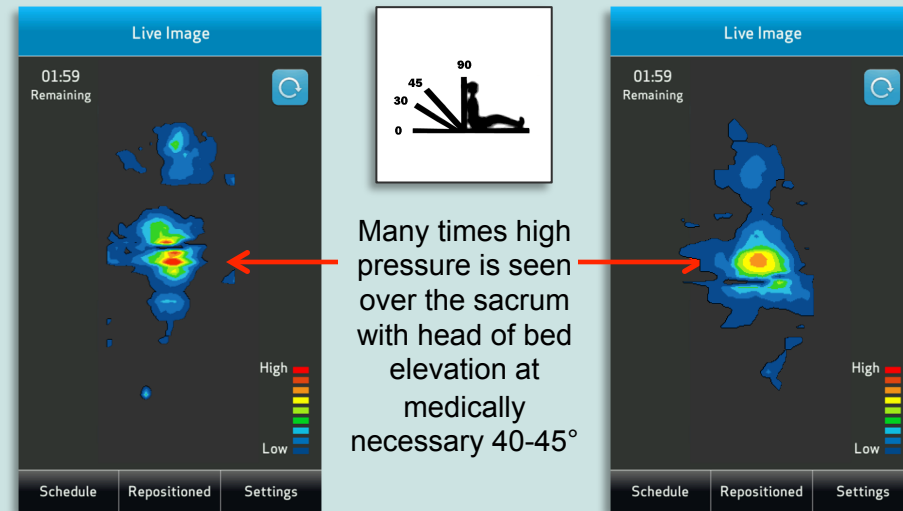 Live Image
01:59
Remaining
High
Low
Schedule
Repositioned
Settings
90
45
30
0
Many times high
pressure is seen
over the sacrum
with head of bed
elevation at
medically
necessary 40-45°
Live Image
01:59
Remaining
High
Low
Schedule
Repositioned
Settings